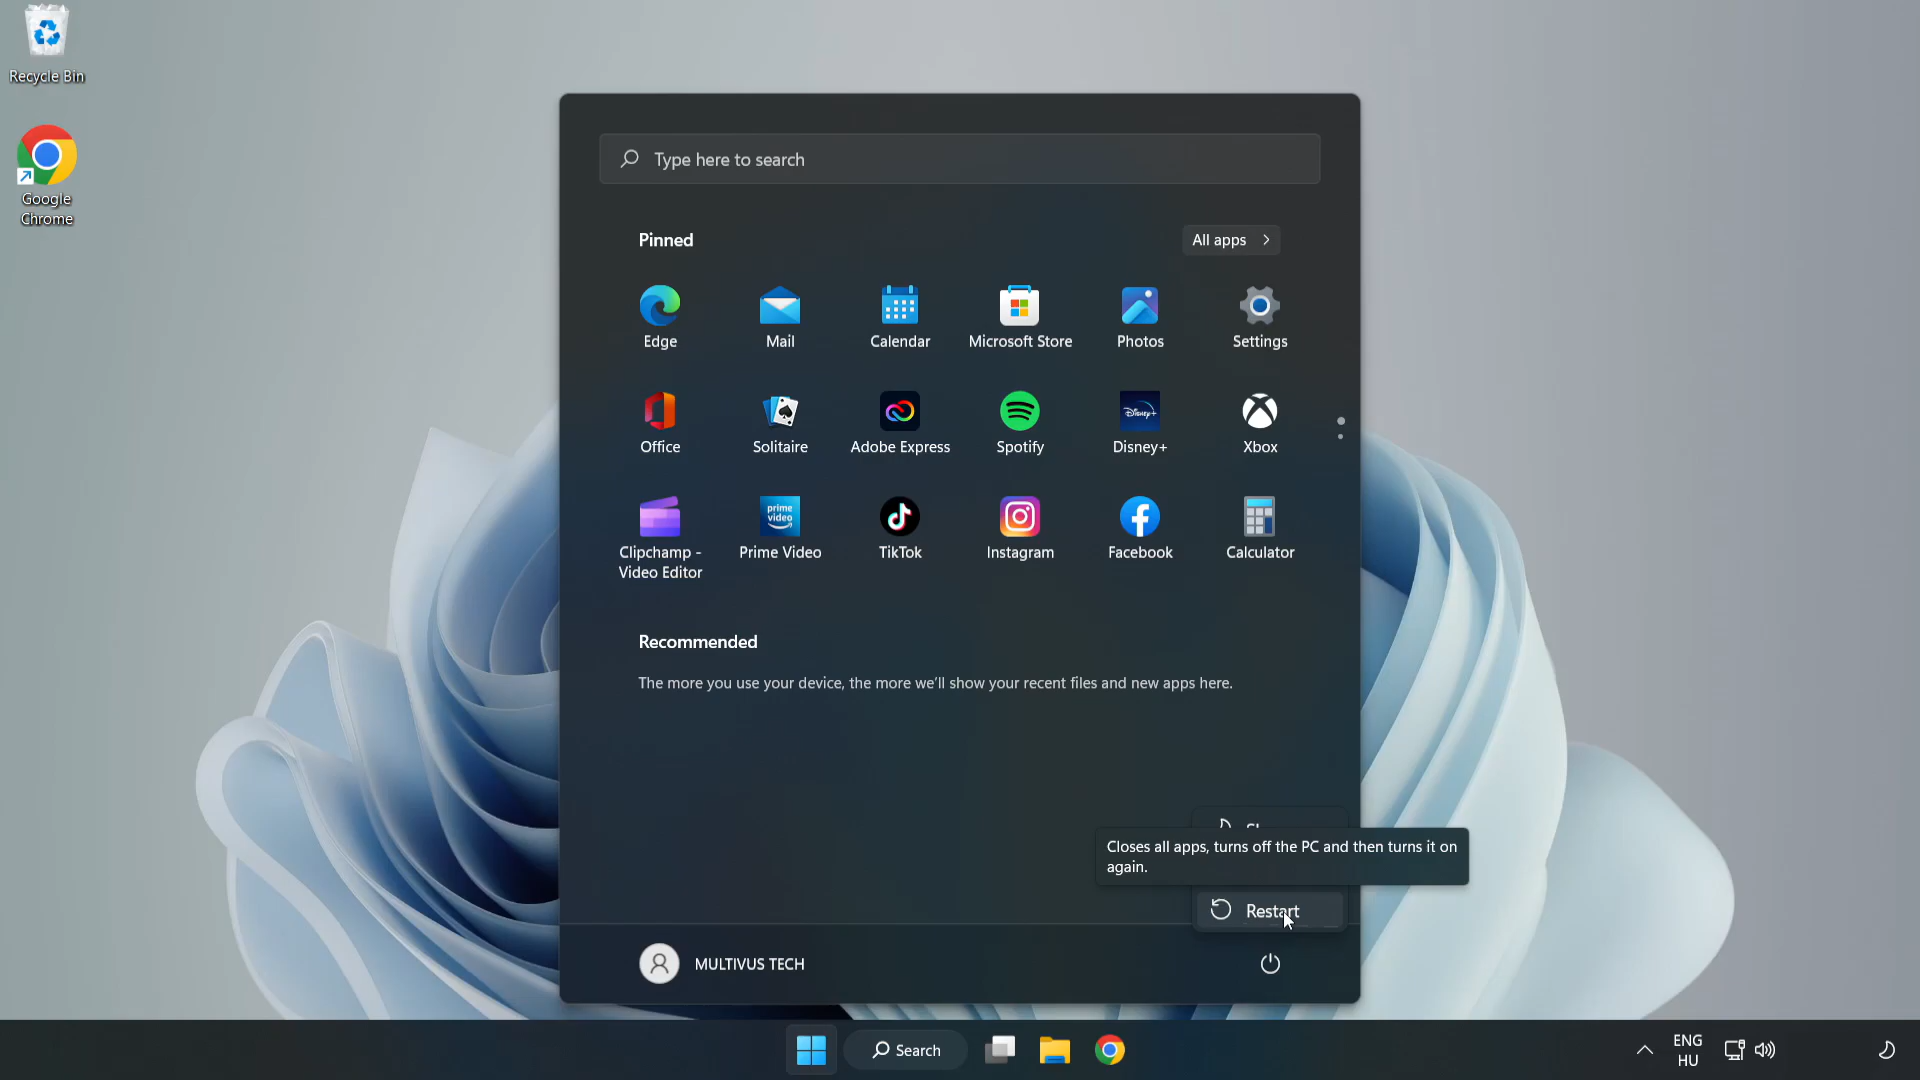 Recycle Bin
Google
Chrome
Type here to search
Pinned
All apps
Edge
Mail
Calendar
Microsoft Store
Photos
Settings
Office
Solitaire
Adobe Express
Spotify
Disney+
Disney+
Xbox
prime
video
Clipchamp -
Video Editor
Prime Video
TikTok
Instagram
Facebook
Calculator
Recommended
The more you use your device, the more we'll show your recent files and new apps here.
Closes all apps, turns off the PC and then turns it on
again.
Restart
MULTIVUS TECH
Search
ENG
HU